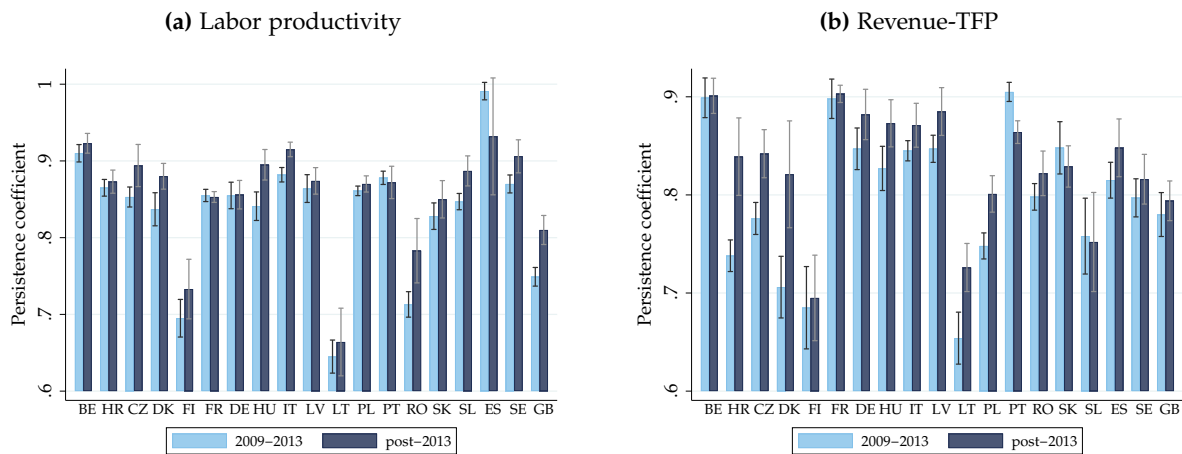 (a) Labor productivity
Persistence coefficient
1
.9
.8
.7
.6
BE HR CZ DK FI FR DE HU IT LV LT PL PT RO SK SL ES SE GB
2009–2013 post–2013
(b) Revenue-TFP
Persistence coefficient
.9
.8
.7
.6
BE HR CZ DK FI FR DE HU IT LV LT PL PT RO SK SL ES SE GB
2009–2013 post–2013